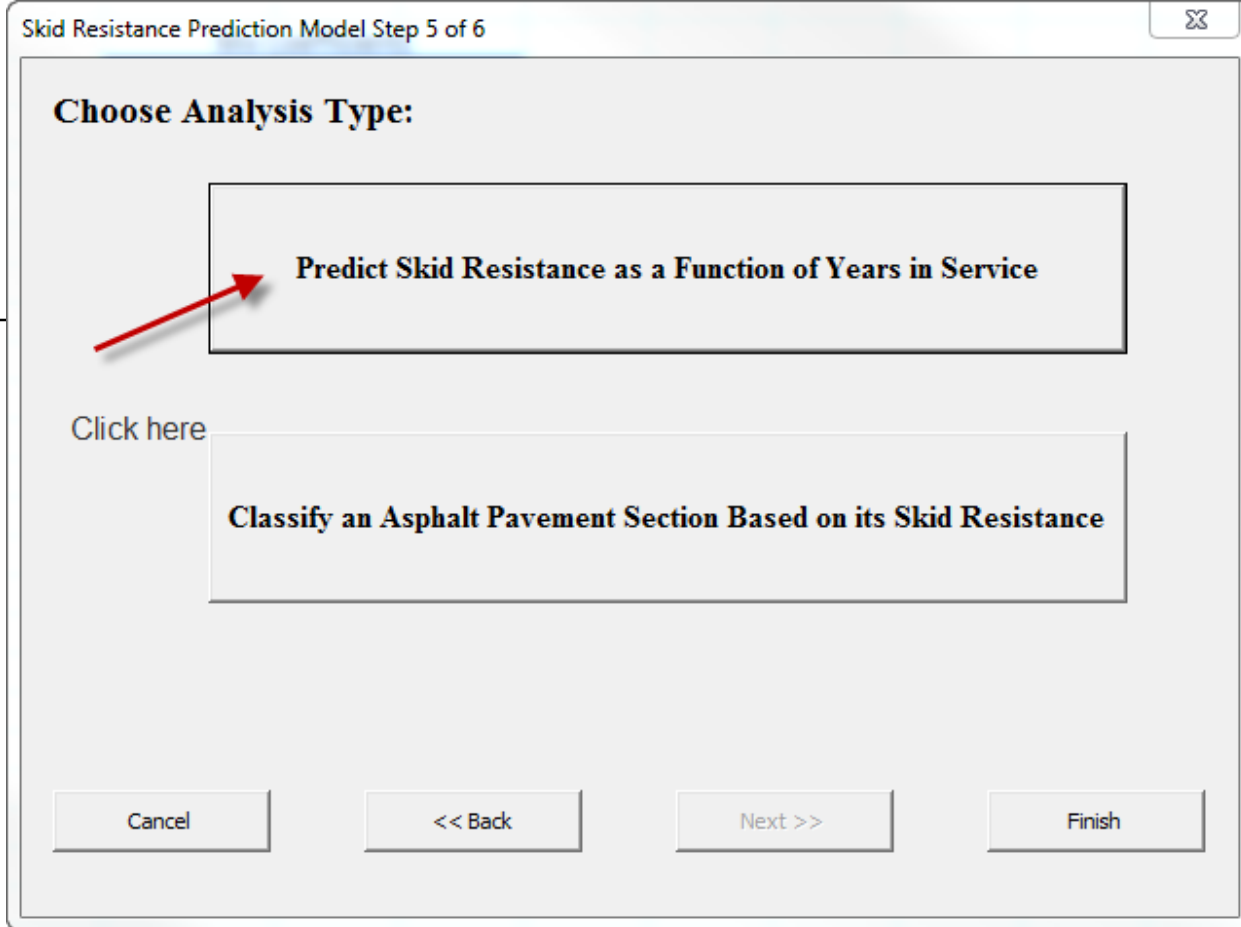 Skid Resistance Prediction Model Step 5 of 6
Choose Analysis Type:
Predict Skid Resistance as a Function of Years in Service
Click here
Classify an Asphalt Pavement Section Based on its Skid Resistance
Cancel
<< Back
Next >>
Finish